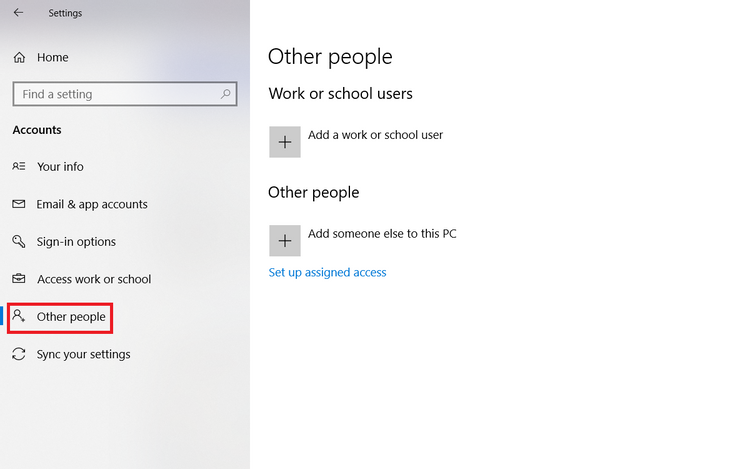 Settings
Home
Find a setting
Accounts
Your info
Email & app accounts
Sign-in options
Access work or school
Other people
Sync your settings
Other people
Work or school users
Add a work or school user
Other people
Add someone else to this PC
Set up assigned access